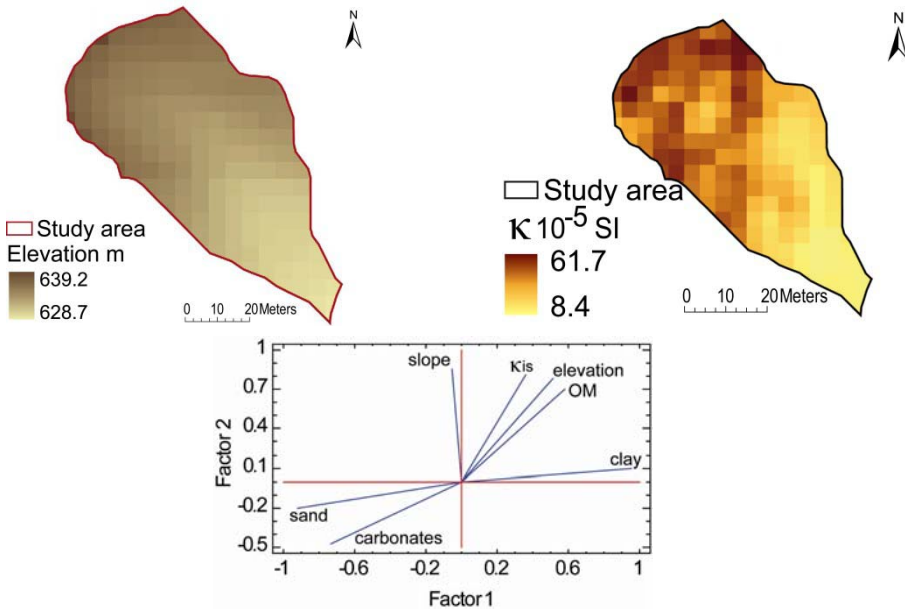 N
Study area
Elevation m
639.2
628.7
0 10 20 Meters
N
Study area
κ 10-5 SI
61.7
8.4
0 10 20 Meters
1
0.7
0.4
0.1
-0.2
-0.5
Factor 2
slope
κis
elevation
OM
clay
sand
carbonates
-1 -0.6 -0.2 0.2 0.6 1
Factor 1